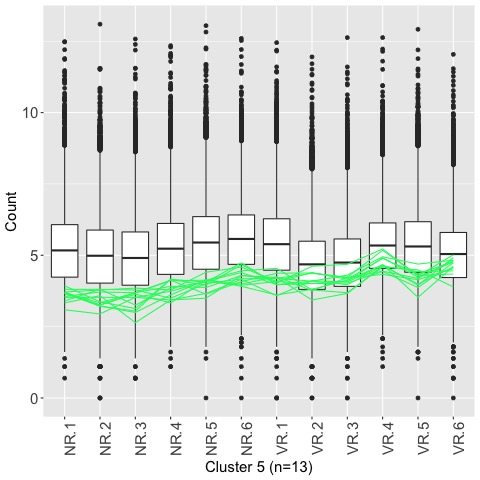 10
5
0
Count
NR.1
NR.2
NR.3
NR.4
NR.5
NR.6
VR.1
VR.2
VR.3
VR.4
VR.5
VR.6
Cluster 5 (n=13)